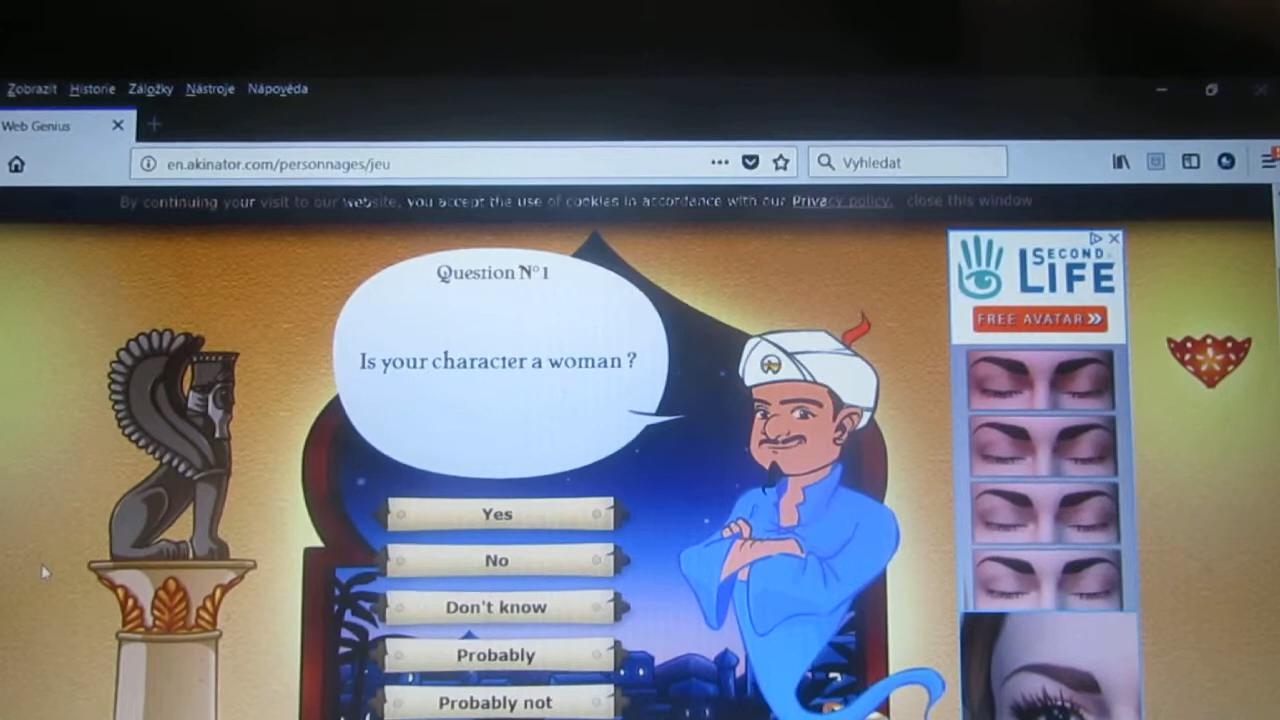 Zobrazit Historie Záložky Nástroje Nápověda
Web Genius
en.akinator.com/personnages/jeu
Vyhledat
By continuing your visit to our website, you accept the use of cookies in accordance with our Privacy policy. close this window
Question N°1
Is your character a woman ?
Yes
No
Don't know
Probably
Probably not
SECOND
LIFE
FREE AVATAR